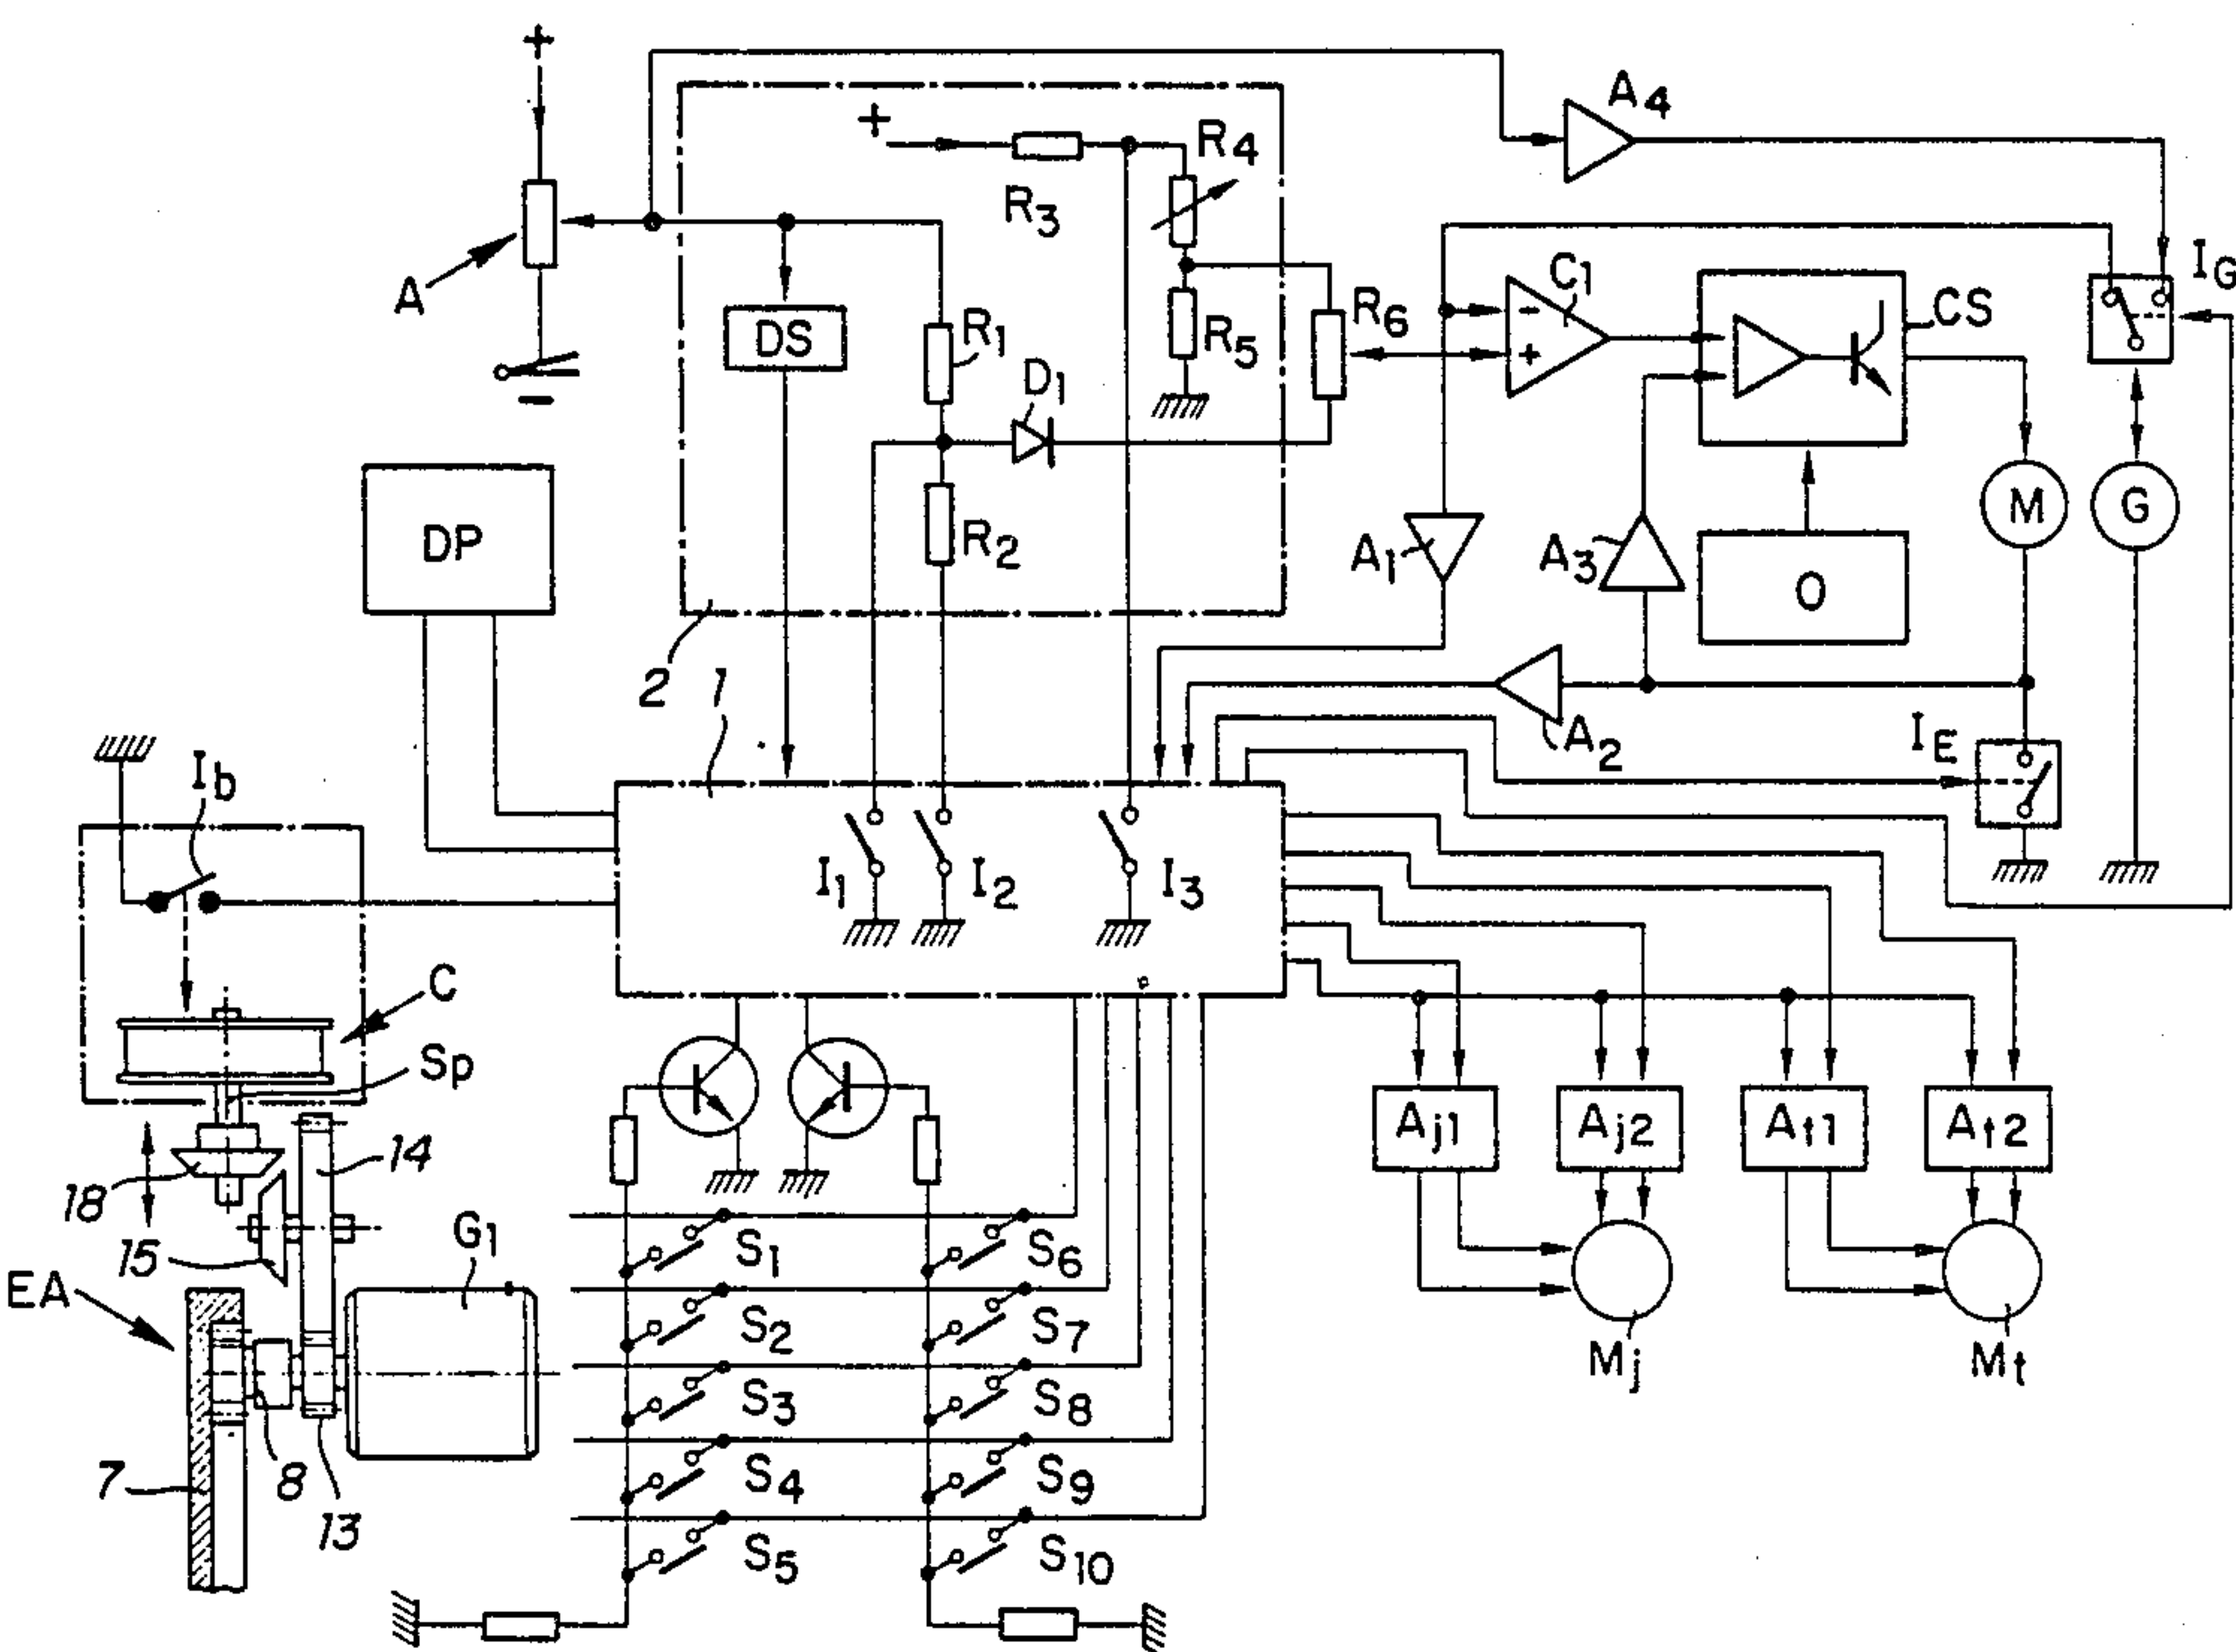 +
A4
+
R4
R3
IG
C1
CS
R6
A
DS
R1
R5
D1
M
G
DP
R2
A1
A3
O
2
1
A2
IE
Ib
I1
I2
I3
C
Sp
14
Aj1
Aj2
At1
At2
18
15
G1
S1
S6
EA
S2
S7
Mj
Mt
S3
S8
7
8
13
S4
S9
S5
S10
-
-
+